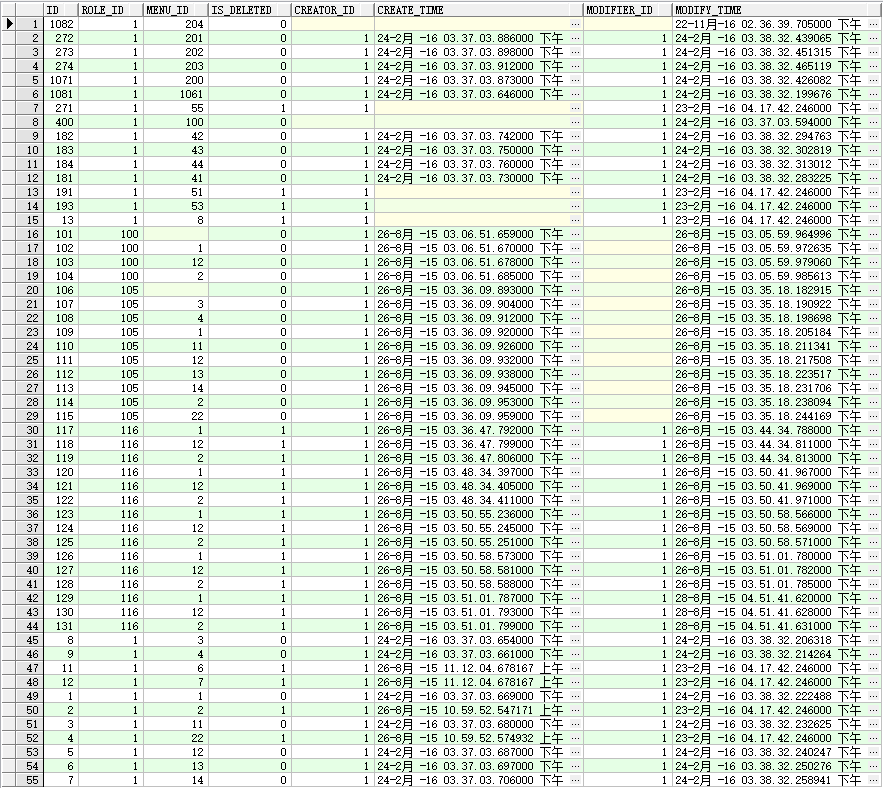 ID ROLE_ID MENU_ID IS_DELETED CREATOR_ID CREATE_TIME MODIFIER_ID MODIFY_TIME
1 1082 1 204 0 ... 22-11月-16 02.36.39.705000 下午 ...
2 272 1 201 0 1 24-2月 -16 03.37.03.886000 下午 ... 1 24-2月 -16 03.38.32.439065 下午 ...
3 273 1 202 0 1 24-2月 -16 03.37.03.898000 下午 ... 1 24-2月 -16 03.38.32.451315 下午 ...
4 274 1 203 0 1 24-2月 -16 03.37.03.912000 下午 ... 1 24-2月 -16 03.38.32.465119 下午 ...
5 1071 1 200 0 1 24-2月 -16 03.37.03.873000 下午 ... 1 24-2月 -16 03.38.32.426082 下午 ...
6 1081 1 1061 0 1 24-2月 -16 03.37.03.646000 下午 ... 1 24-2月 -16 03.38.32.199676 下午 ...
7 271 1 55 1 1 ... 1 23-2月 -16 04.17.42.246000 下午 ...
8 400 1 100 0 ... 1 24-2月 -16 03.37.03.594000 下午 ...
9 182 1 42 0 1 24-2月 -16 03.37.03.742000 下午 ... 1 24-2月 -16 03.38.32.294763 下午 ...
10 183 1 43 0 1 24-2月 -16 03.37.03.750000 下午 ... 1 24-2月 -16 03.38.32.302819 下午 ...
11 184 1 44 0 1 24-2月 -16 03.37.03.760000 下午 ... 1 24-2月 -16 03.38.32.313012 下午 ...
12 181 1 41 0 1 24-2月 -16 03.37.03.730000 下午 ... 1 24-2月 -16 03.38.32.283225 下午 ...
13 191 1 51 1 1 ... 1 23-2月 -16 04.17.42.246000 下午 ...
14 193 1 53 1 1 ... 1 23-2月 -16 04.17.42.246000 下午 ...
15 13 1 8 1 1 ... 1 23-2月 -16 04.17.42.246000 下午 ...
16 101 100 0 1 26-8月 -15 03.06.51.659000 下午 ... 26-8月 -15 03.05.59.964996 下午 ...
17 102 100 1 0 1 26-8月 -15 03.06.51.670000 下午 ... 26-8月 -15 03.05.59.972635 下午 ...
18 103 100 12 0 1 26-8月 -15 03.06.51.678000 下午 ... 26-8月 -15 03.05.59.979060 下午 ...
19 104 100 2 0 1 26-8月 -15 03.06.51.685000 下午 ... 26-8月 -15 03.05.59.985613 下午 ...
20 106 105 0 1 26-8月 -15 03.36.09.893000 下午 ... 26-8月 -15 03.35.18.182915 下午 ...
21 107 105 3 0 1 26-8月 -15 03.36.09.904000 下午 ... 26-8月 -15 03.35.18.190922 下午 ...
22 108 105 4 0 1 26-8月 -15 03.36.09.912000 下午 ... 26-8月 -15 03.35.18.198698 下午 ...
23 109 105 1 0 1 26-8月 -15 03.36.09.920000 下午 ... 26-8月 -15 03.35.18.205184 下午 ...
24 110 105 11 0 1 26-8月 -15 03.36.09.926000 下午 ... 26-8月 -15 03.35.18.211341 下午 ...
25 111 105 12 0 1 26-8月 -15 03.36.09.932000 下午 ... 26-8月 -15 03.35.18.217508 下午 ...
26 112 105 13 0 1 26-8月 -15 03.36.09.938000 下午 ... 26-8月 -15 03.35.18.223517 下午 ...
27 113 105 14 0 1 26-8月 -15 03.36.09.945000 下午 ... 26-8月 -15 03.35.18.231706 下午 ...
28 114 105 2 0 1 26-8月 -15 03.36.09.953000 下午 ... 26-8月 -15 03.35.18.238094 下午 ...
29 115 105 22 0 1 26-8月 -15 03.36.09.959000 下午 ... 26-8月 -15 03.35.18.244169 下午 ...
30 117 116 1 1 1 26-8月 -15 03.36.47.792000 下午 ... 1 26-8月 -15 03.44.34.788000 下午 ...
31 118 116 12 1 1 26-8月 -15 03.36.47.799000 下午 ... 1 26-8月 -15 03.44.34.811000 下午 ...
32 119 116 2 1 1 26-8月 -15 03.36.47.806000 下午 ... 1 26-8月 -15 03.44.34.813000 下午 ...
33 120 116 1 1 1 26-8月 -15 03.48.34.397000 下午 ... 1 26-8月 -15 03.50.41.967000 下午 ...
34 121 116 12 1 1 26-8月 -15 03.48.34.405000 下午 ... 1 26-8月 -15 03.50.41.969000 下午 ...
35 122 116 2 1 1 26-8月 -15 03.48.34.411000 下午 ... 1 26-8月 -15 03.50.41.971000 下午 ...
36 123 116 1 1 1 26-8月 -15 03.50.55.236000 下午 ... 1 26-8月 -15 03.50.58.566000 下午 ...
37 124 116 12 1 1 26-8月 -15 03.50.55.245000 下午 ... 1 26-8月 -15 03.50.58.569000 下午 ...
38 125 116 2 1 1 26-8月 -15 03.50.55.251000 下午 ... 1 26-8月 -15 03.50.58.571000 下午 ...
39 126 116 1 1 1 26-8月 -15 03.50.58.573000 下午 ... 1 26-8月 -15 03.51.01.780000 下午 ...
40 127 116 12 1 1 26-8月 -15 03.50.58.581000 下午 ... 1 26-8月 -15 03.51.01.782000 下午 ...
41 128 116 2 1 1 26-8月 -15 03.50.58.588000 下午 ... 1 26-8月 -15 03.51.01.785000 下午 ...
42 129 116 1 1 1 26-8月 -15 03.51.01.787000 下午 ... 1 28-8月 -15 04.51.41.620000 下午 ...
43 130 116 12 1 1 26-8月 -15 03.51.01.793000 下午 ... 1 28-8月 -15 04.51.41.628000 下午 ...
44 131 116 2 1 1 26-8月 -15 03.51.01.799000 下午 ... 1 28-8月 -15 04.51.41.631000 下午 ...
45 8 1 3 0 1 24-2月 -16 03.37.03.654000 下午 ... 1 24-2月 -16 03.38.32.206318 下午 ...
46 9 1 4 0 1 24-2月 -16 03.37.03.661000 下午 ... 1 24-2月 -16 03.38.32.214264 下午 ...
47 11 1 6 1 1 26-8月 -15 11.12.04.678167 上午 ... 1 23-2月 -16 04.17.42.246000 下午 ...
48 12 1 7 1 1 26-8月 -15 11.12.04.678167 上午 ... 1 23-2月 -16 04.17.42.246000 下午 ...
49 1 1 1 0 1 24-2月 -16 03.37.03.669000 下午 ... 1 24-2月 -16 03.38.32.222488 下午 ...
50 2 1 2 1 1 26-8月 -15 10.59.52.547171 上午 ... 1 23-2月 -16 04.17.42.246000 下午 ...
51 3 1 11 0 1 24-2月 -16 03.37.03.680000 下午 ... 1 24-2月 -16 03.38.32.232625 下午 ...
52 4 1 22 1 1 26-8月 -15 10.59.52.574932 上午 ... 1 23-2月 -16 04.17.42.246000 下午 ...
53 5 1 12 0 1 24-2月 -16 03.37.03.687000 下午 ... 1 24-2月 -16 03.38.32.240247 下午 ...
54 6 1 13 0 1 24-2月 -16 03.37.03.697000 下午 ... 1 24-2月 -16 03.38.32.250276 下午 ...
55 7 1 14 0 1 24-2月 -16 03.37.03.706000 下午 ... 1 24-2月 -16 03.38.32.258941 下午 ...